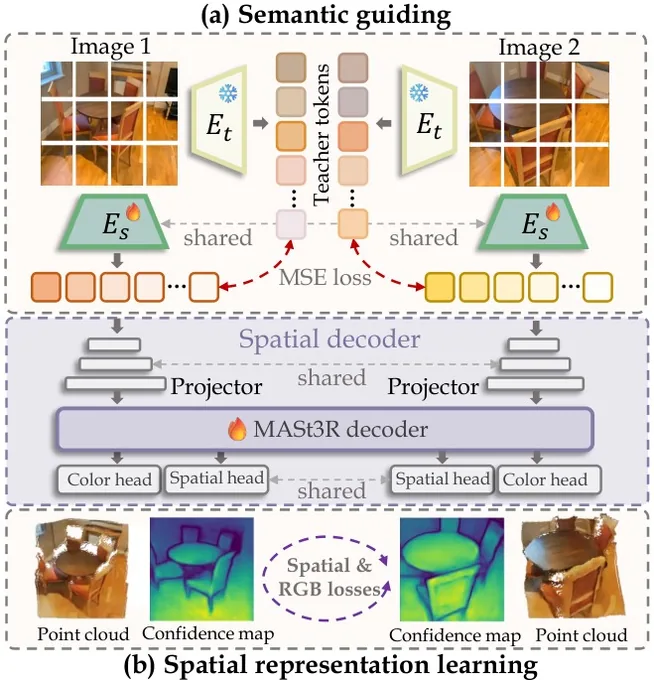 (a) Semantic guiding
Image 1
Image 2
E_t
Teacher tokens
E_t
E_s
shared
shared
E_s
MSE loss
Spatial decoder
shared
Projector
Projector
MASt3R decoder
Color head
Spatial head
shared
Spatial head
Color head
Spatial &
RGB losses
Point cloud
Confidence map
Confidence map
Point cloud
(b) Spatial representation learning